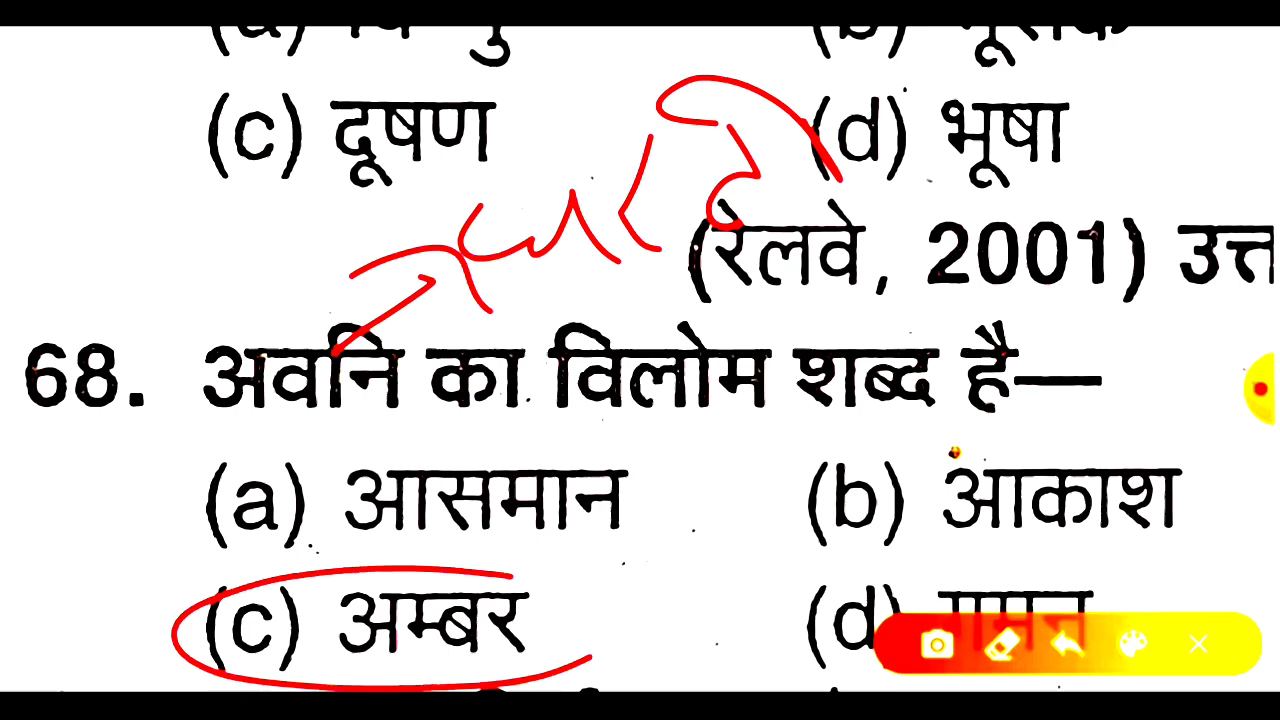 (c) दूषण (d) भूषा
(रेलवे, 2001) उत्त
68. अवनि का विलोम शब्द है—
(a) आसमान (b) आकाश
(c) अम्बर (d)